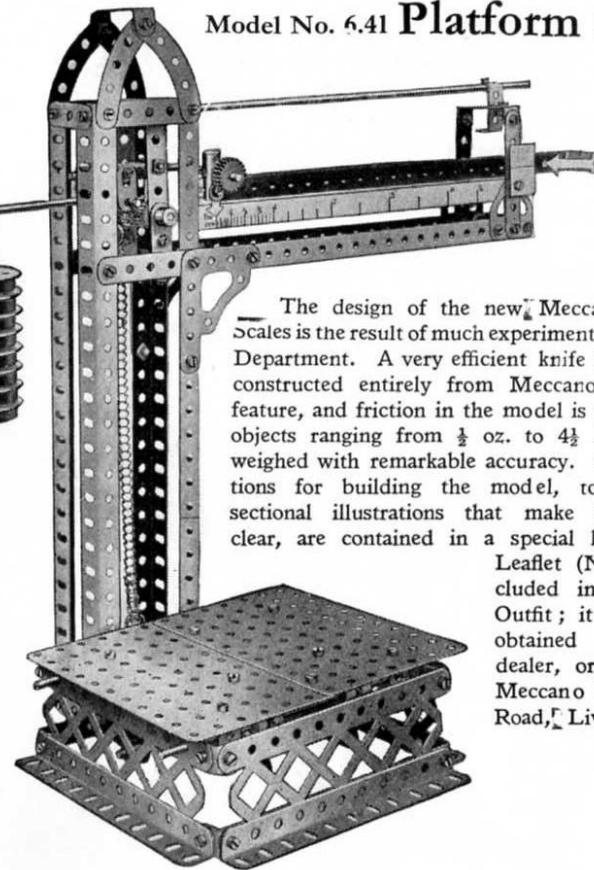 Model No. 6.41 Platform
The design of the new Mecca
Scales is the result of much experiment
Department. A very efficient knife
constructed entirely from Meccano
feature, and friction in the model is
objects ranging from ½ oz. to 4½
weighed with remarkable accuracy.
tions for building the model, to
sectional illustrations that make
clear, are contained in a special l
Leaflet (N
cluded in
Outfit ; it
obtained
dealer, or
Meccano
Road, Liv